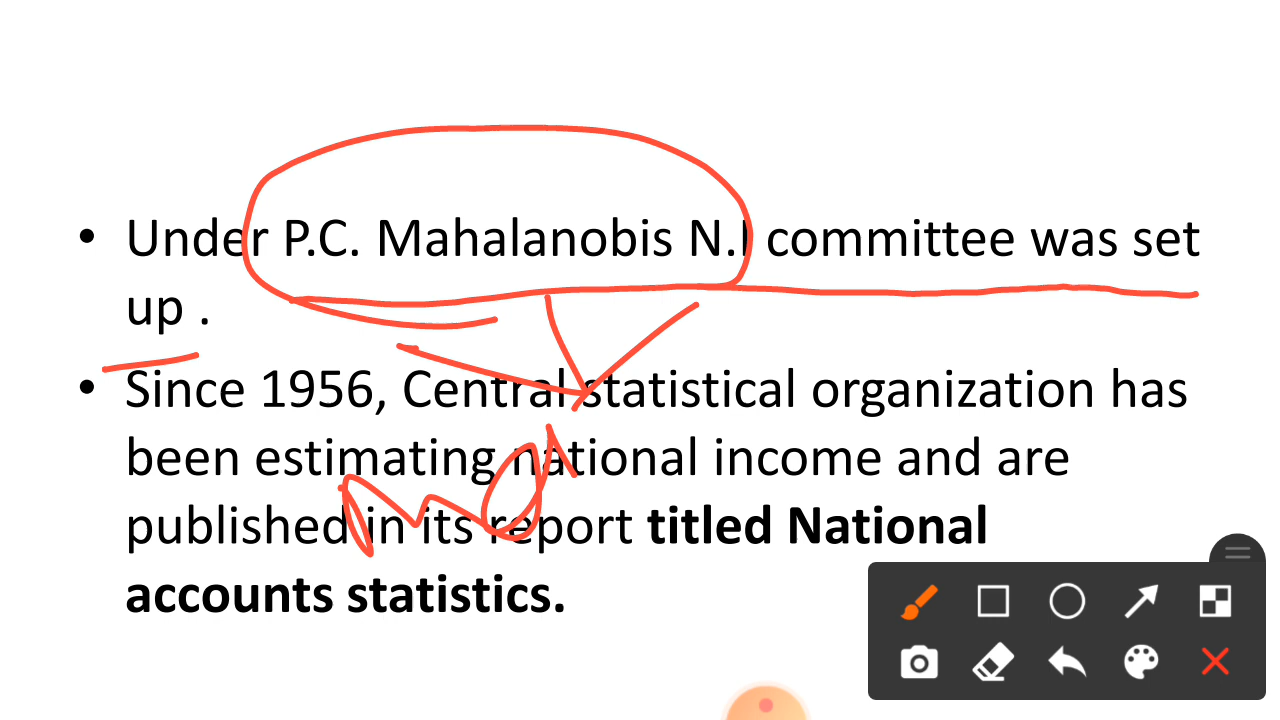 • Under P.C. Mahalanobis N.I committee was set
up .
• Since 1956, Central statistical organization has
been estimating national income and are
published in its report titled National
accounts statistics.